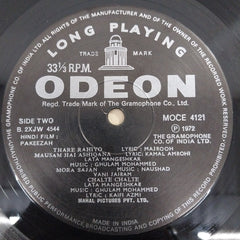 LONG PLAYING
TRADE MARK
33⅓ R.P.M.
ODEON
Regd. Trade Mark of The Gramophone Co., Ltd.
SIDE TWO
MOCE 4121
B. 2XJW 4544
℗ 1972
HINDI FILM:
PAKEEZAH
THE GRAMOPHONE
CO. OF INDIA LTD
THARE RAHIYO
LYRIC: MAJROOH
MAUSAM HAI ASHIQANA
LYRIC: KAMAL AMROHI
LATA MANGESHKAR
MUSIC: GHULAM MOHAMMED
MORA SAJAN
MUSIC: NAUSHAD
VANI JAIRAM
CHALTE CHALTE
LATA MANGESHKAR
MUSIC: GHULAM MOHAMMED
LYRIC: KAIFI AZMI
MAHAL PICTURES PVT. LTD.
MADE IN INDIA